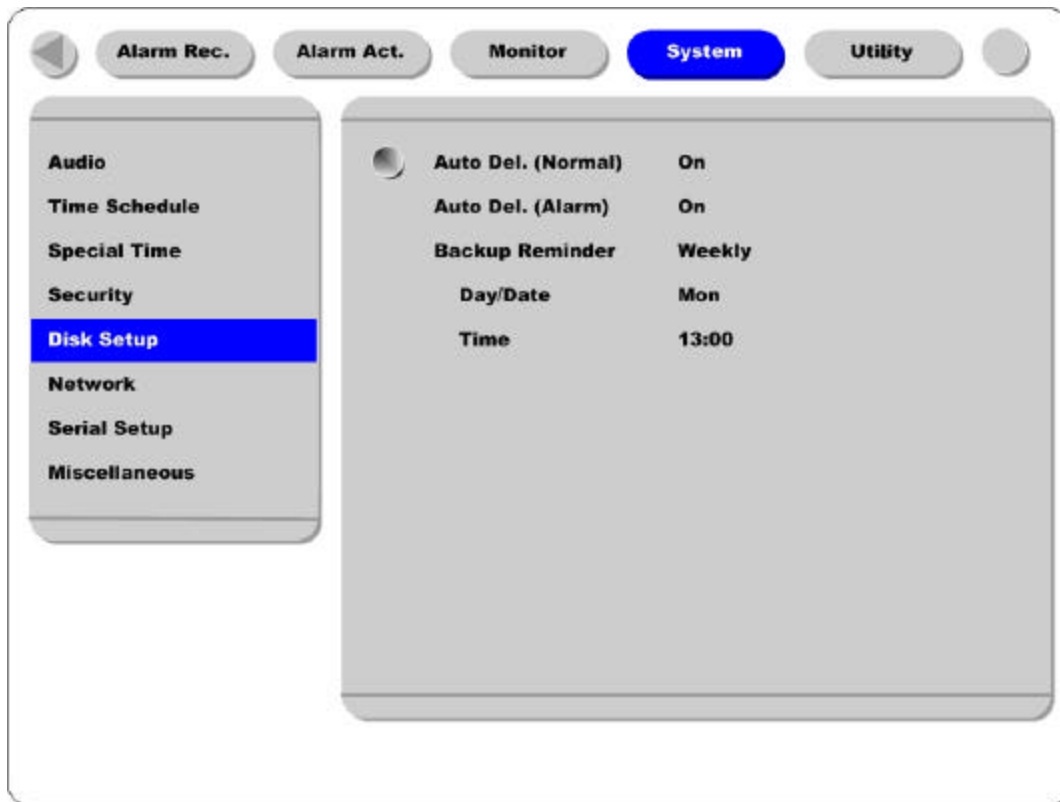 Alarm Rec. Alarm Act. Monitor System Utility
Audio
Time Schedule
Special Time
Security
Disk Setup
Network
Serial Setup
Miscellaneous
Auto Del. (Normal) On
Auto Del. (Alarm) On
Backup Reminder Weekly
Day/Date Mon
Time 13:00